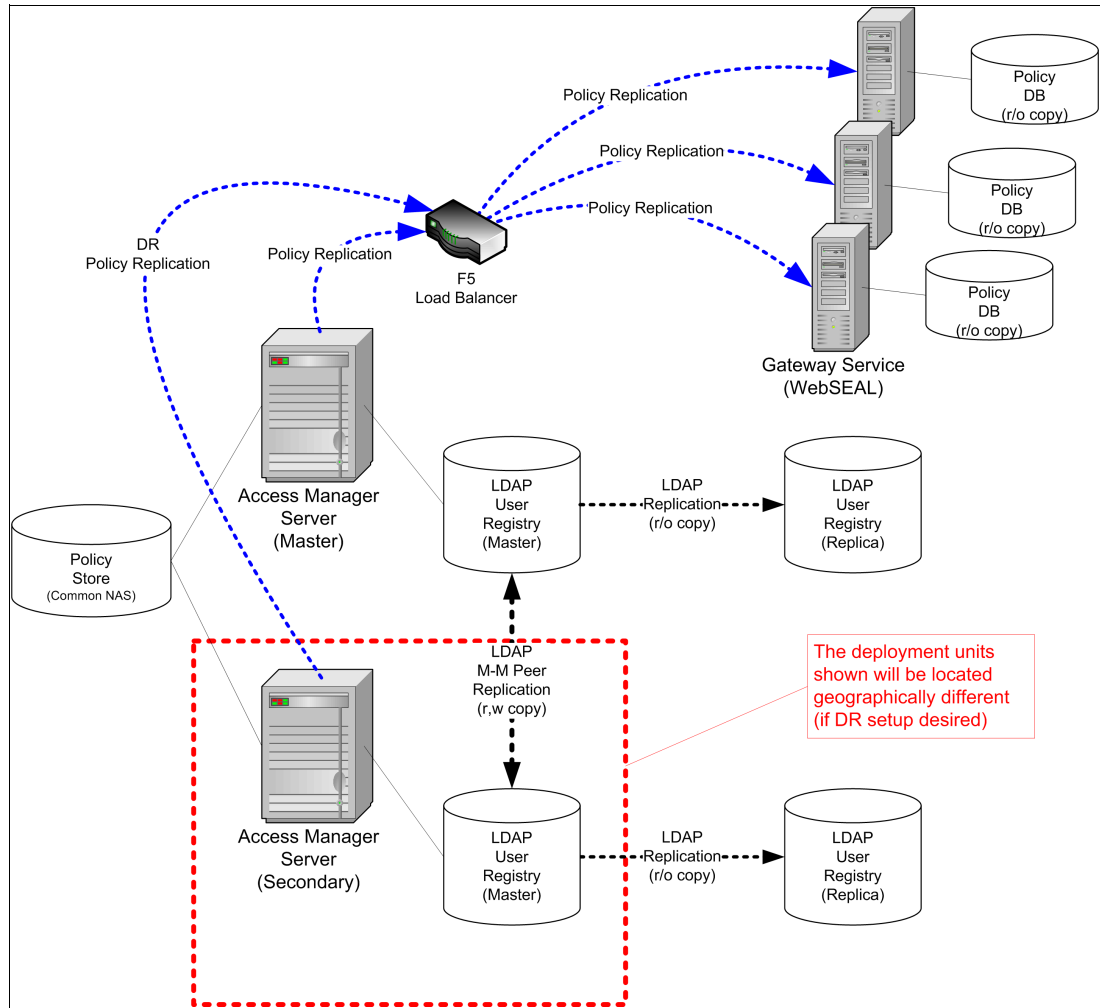 Policy
DB
(r/o copy)
Policy Replication
Policy Replication
Policy
DB
(r/o copy)
Policy Replication
DR
Policy Replication
Policy Replication
F5
Load Balancer
Policy
DB
(r/o copy)
Gateway Service
(WebSEAL)
Access Manager
Server
(Master)
LDAP
User
Registry
(Master)
LDAP
Replication
(r/o copy)
LDAP
User
Registry
(Replica)
Policy
Store
(Common NAS)
LDAP
M-M Peer
Replication
(r,w copy)
The deployment units
shown will be located
geographically different
(if DR setup desired)
Access Manager
Server
(Secondary)
LDAP
User
Registry
(Master)
LDAP
Replication
(r/o copy)
LDAP
User
Registry
(Replica)